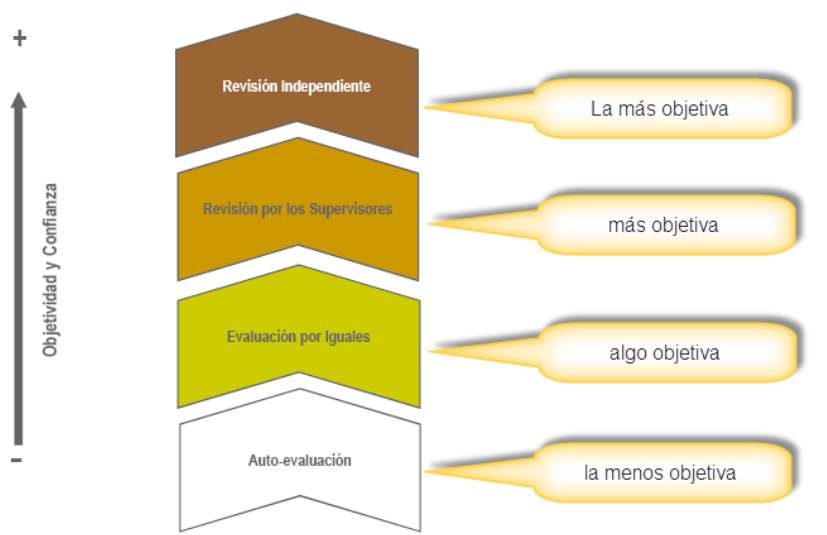 +
Revisión Independiente
La más objetiva
Revisión por los Supervisores
más objetiva
Objetividad y Confianza
Evaluación por Iguales
algo objetiva
Auto-evaluación
la menos objetiva
-